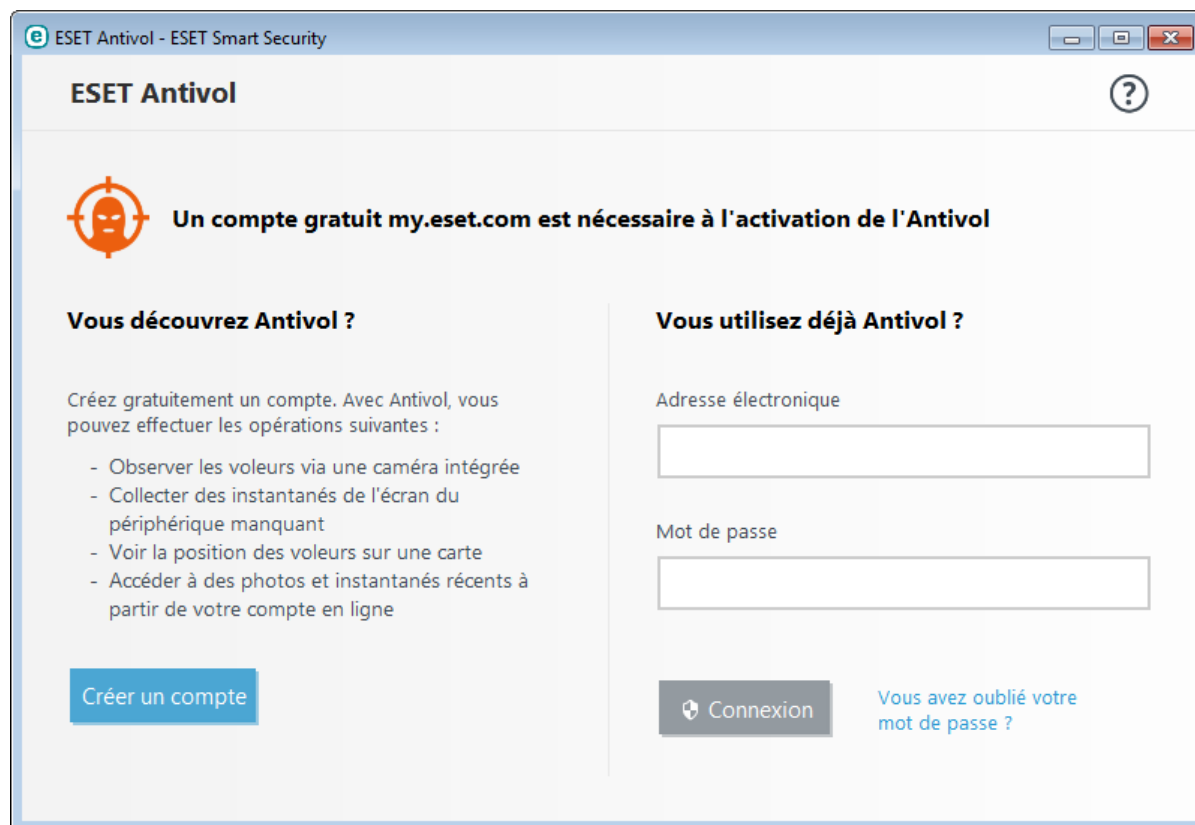 ESET Antivol - ESET Smart Security
ESET Antivol
?
Un compte gratuit my.eset.com est nécessaire à l'activation de l'Antivol
Vous découvrez Antivol ?
Créez gratuitement un compte. Avec Antivol, vous
pouvez effectuer les opérations suivantes :
- Observer les voleurs via une caméra intégrée
- Collecter des instantanés de l'écran du
périphérique manquant
- Voir la position des voleurs sur une carte
- Accéder à des photos et instantanés récents à
partir de votre compte en ligne
Créer un compte
Vous utilisez déjà Antivol ?
Adresse électronique
Mot de passe
Connexion
Vous avez oublié votre
mot de passe ?